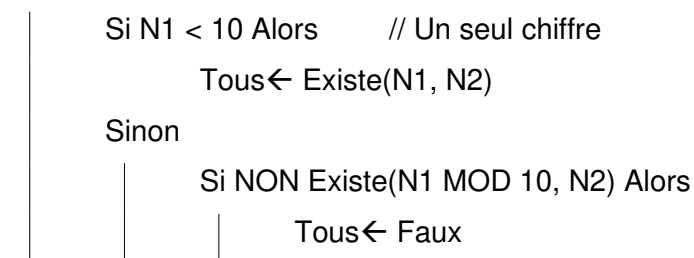 Si N1 < 10 Alors // Un seul chiffre
Tous← Existe(N1, N2)
Sinon
Si NON Existe(N1 MOD 10, N2) Alors
Tous← Faux